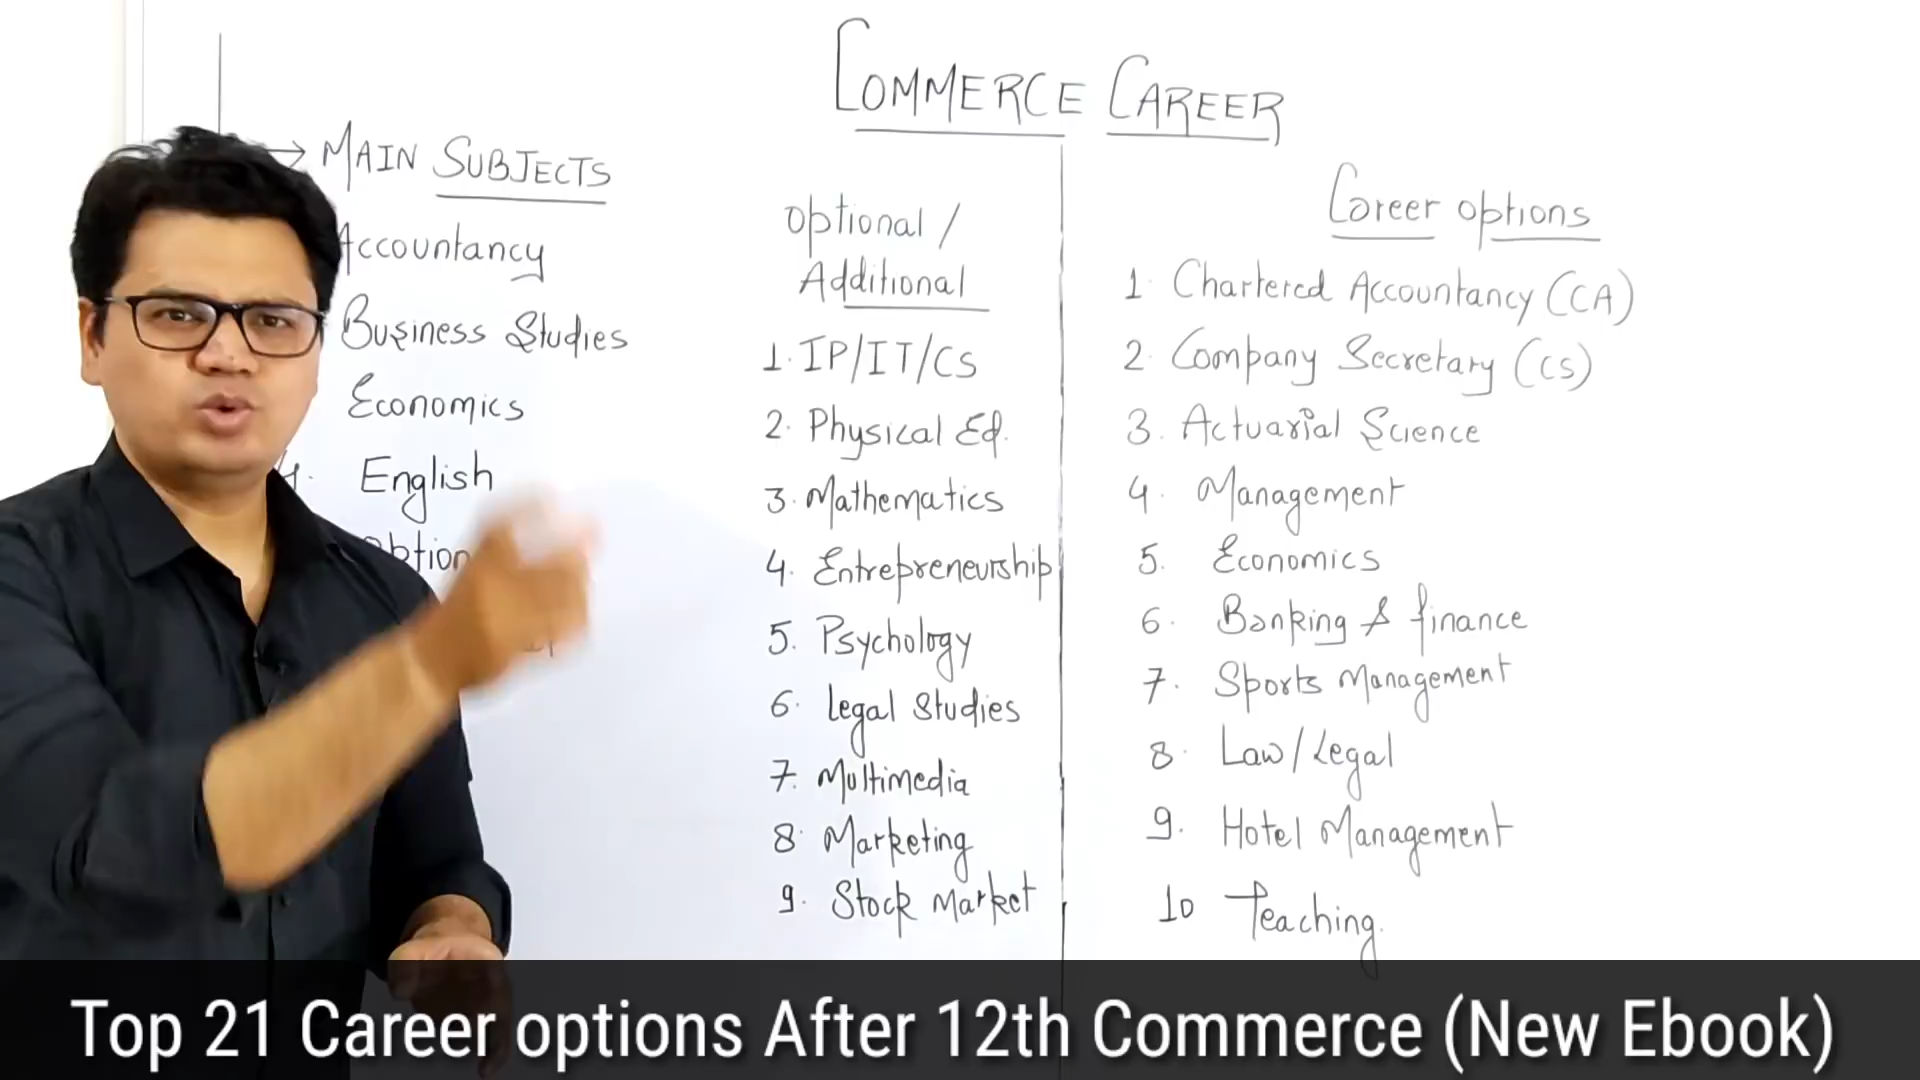 COMMERCE CAREER
→ MAIN SUBJECTS
Accountancy
Business Studies
Economics
4. English
Optional /
Additional
1. IP/IT/CS
2. Physical Ed.
3. Mathematics
4. Entrepreneurship
5. Psychology
6. Legal Studies
7. Multimedia
8. Marketing
9. Stock Market
Career options
1. Chartered Accountancy (CA)
2. Company Secretary (CS)
3. Actuarial Science
4. Management
5. Economics
6. Banking & finance
7. Sports Management
8. Law/Legal
9. Hotel Management
10 Teaching.
Top 21 Career options After 12th Commerce (New Ebook)